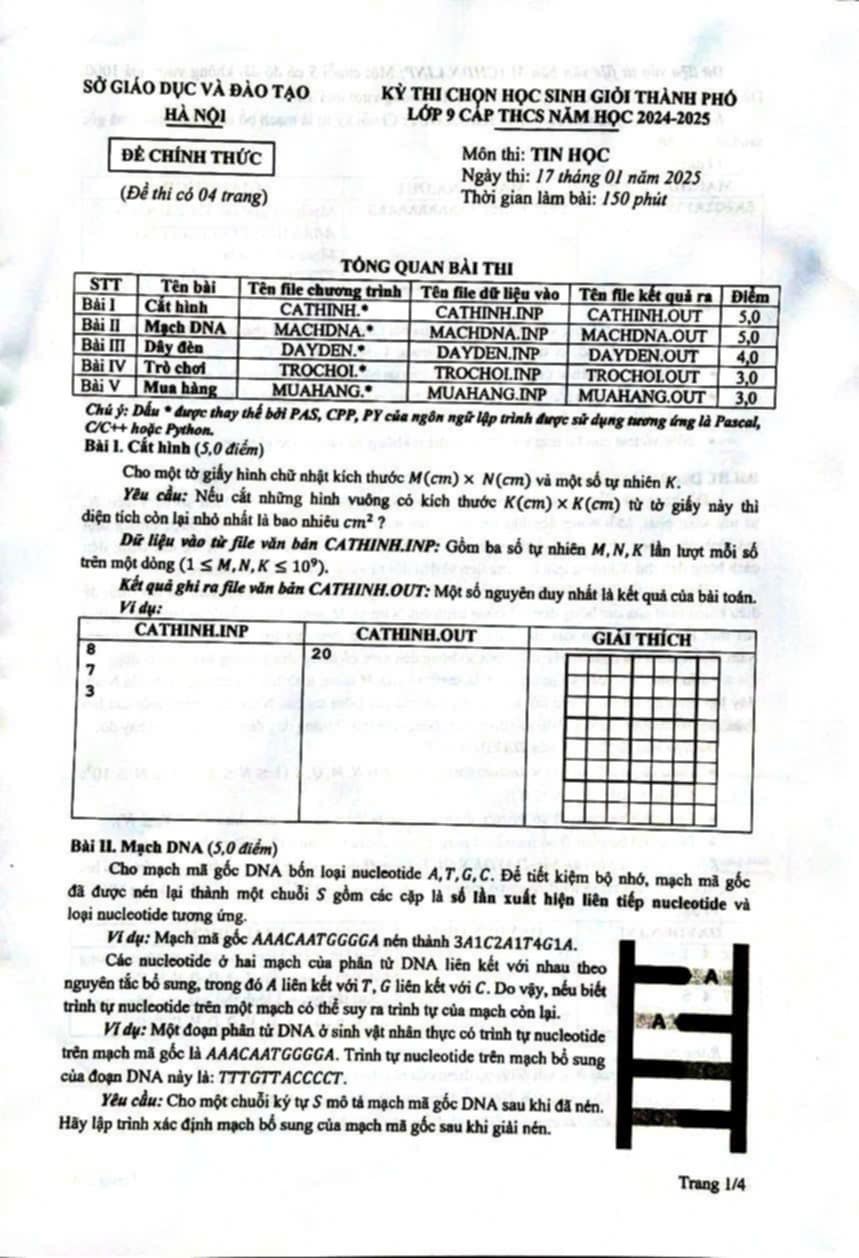 SỞ GIÁO DỤC VÀ ĐÀO TẠO
HÀ NỘI
KỲ THI CHỌN HỌC SINH GIỎI THÀNH PHỐ
LỚP 9 CẤP THCS NĂM HỌC 2024-2025
ĐỀ CHÍNH THỨC
(Đề thi có 04 trang)
Môn thi: TIN HỌC
Ngày thi: 17 tháng 01 năm 2025
Thời gian làm bài: 150 phút
TỔNG QUAN BÀI THI
STT Tên bài Tên file chương trình Tên file dữ liệu vào Tên file kết quả ra Điểm
Bài I Cắt hình CATHINH.* CATHINH.INP CATHINH.OUT 5,0
Bài II Mạch DNA MACHDNA.* MACHDNA.INP MACHDNA.OUT 5,0
Bài III Dây đèn DAYDEN.* DAYDEN.INP DAYDEN.OUT 4,0
Bài IV Trò chơi TROCHOI.* TROCHOI.INP TROCHOI.OUT 3,0
Bài V Mua hàng MUAHANG.* MUAHANG.INP MUAHANG.OUT 3,0
Chú ý: Dấu * được thay thế bởi PAS, CPP, PY của ngôn ngữ lập trình được sử dụng tương ứng là Pascal,
C/C++ hoặc Python.
Bài I. Cắt hình (5,0 điểm)
Cho một tờ giấy hình chữ nhật kích thước M(cm) × N(cm) và một số tự nhiên K.
Yêu cầu: Nếu cắt những hình vuông có kích thước K(cm) × K(cm) từ tờ giấy này thì
diện tích còn lại nhỏ nhất là bao nhiêu cm² ?
Dữ liệu vào từ file văn bản CATHINH.INP: Gồm ba số tự nhiên M, N, K lần lượt mỗi số
trên một dòng (1 ≤ M, N, K ≤ 10⁹).
Kết quả ghi ra file văn bản CATHINH.OUT: Một số nguyên duy nhất là kết quả của bài toán.
Ví dụ:
CATHINH.INP CATHINH.OUT GIẢI THÍCH
8 20
7
3
Bài II. Mạch DNA (5,0 điểm)
Cho mạch mã gốc DNA bốn loại nucleotide A, T, G, C. Để tiết kiệm bộ nhớ, mạch mã gốc
đã được nén lại thành một chuỗi S gồm các cặp là số lần xuất hiện liên tiếp nucleotide và
loại nucleotide tương ứng.
Ví dụ: Mạch mã gốc AAACAATGGGGA nén thành 3A1C2A1T4G1A.
Các nucleotide ở hai mạch của phân tử DNA liên kết với nhau theo
nguyên tắc bổ sung, trong đó A liên kết với T, G liên kết với C. Do vậy, nếu biết
trình tự nucleotide trên một mạch có thể suy ra trình tự của mạch còn lại.
Ví dụ: Một đoạn phân tử DNA ở sinh vật nhân thực có trình tự nucleotide
trên mạch mã gốc là AAACAATGGGGA. Trình tự nucleotide trên mạch bổ sung
của đoạn DNA này là: TTTGTTACCCCT.
Yêu cầu: Cho một chuỗi ký tự S mô tả mạch mã gốc DNA sau khi đã nén.
Hãy lập trình xác định mạch bổ sung của mạch mã gốc sau khi giải nén.
A
A
Trang 1/4